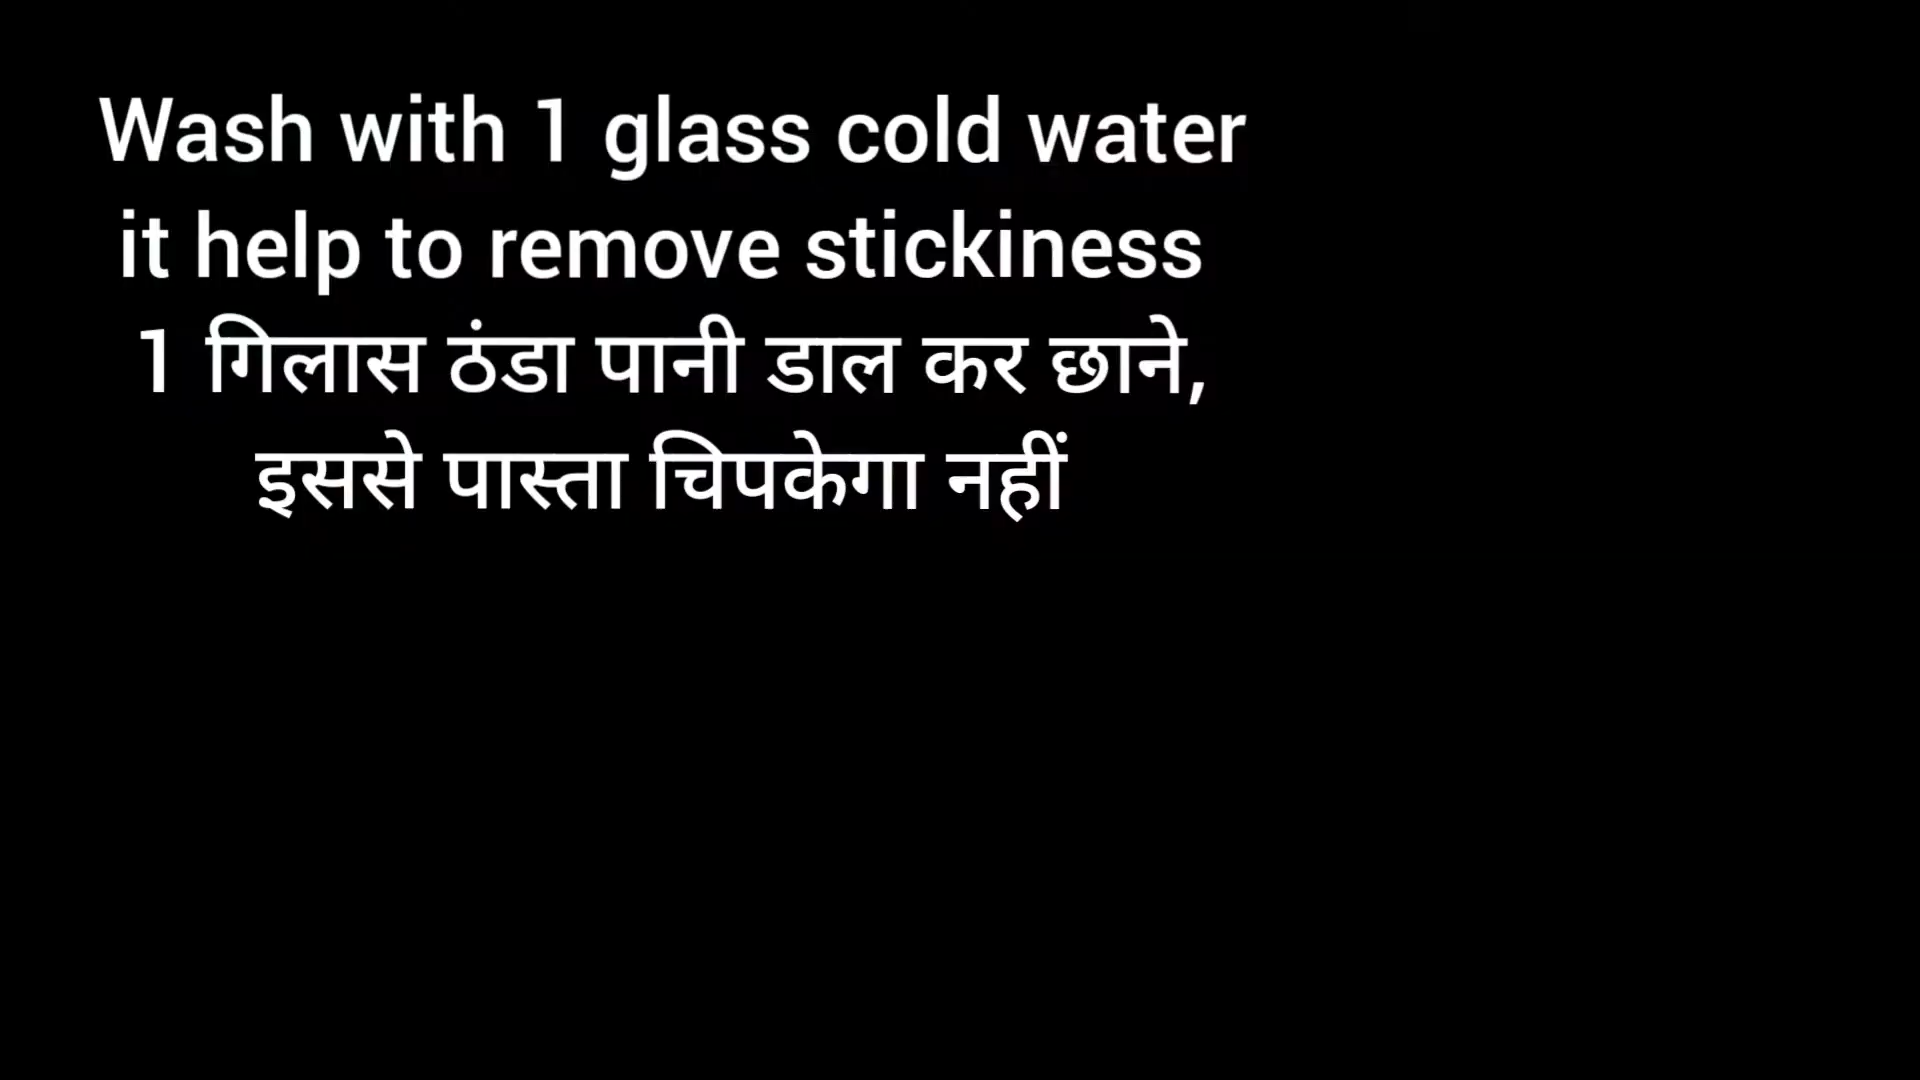 Wash with 1 glass cold water
it help to remove stickiness
1 गिलास ठंडा पानी डाल कर छाने,
इससे पास्ता चिपकेगा नहीं